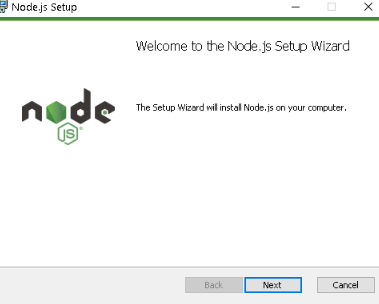 Node.js Setup
Welcome to the Node.js Setup Wizard
The Setup Wizard will install Node.js on your computer.
node
JS
Back
Next
Cancel